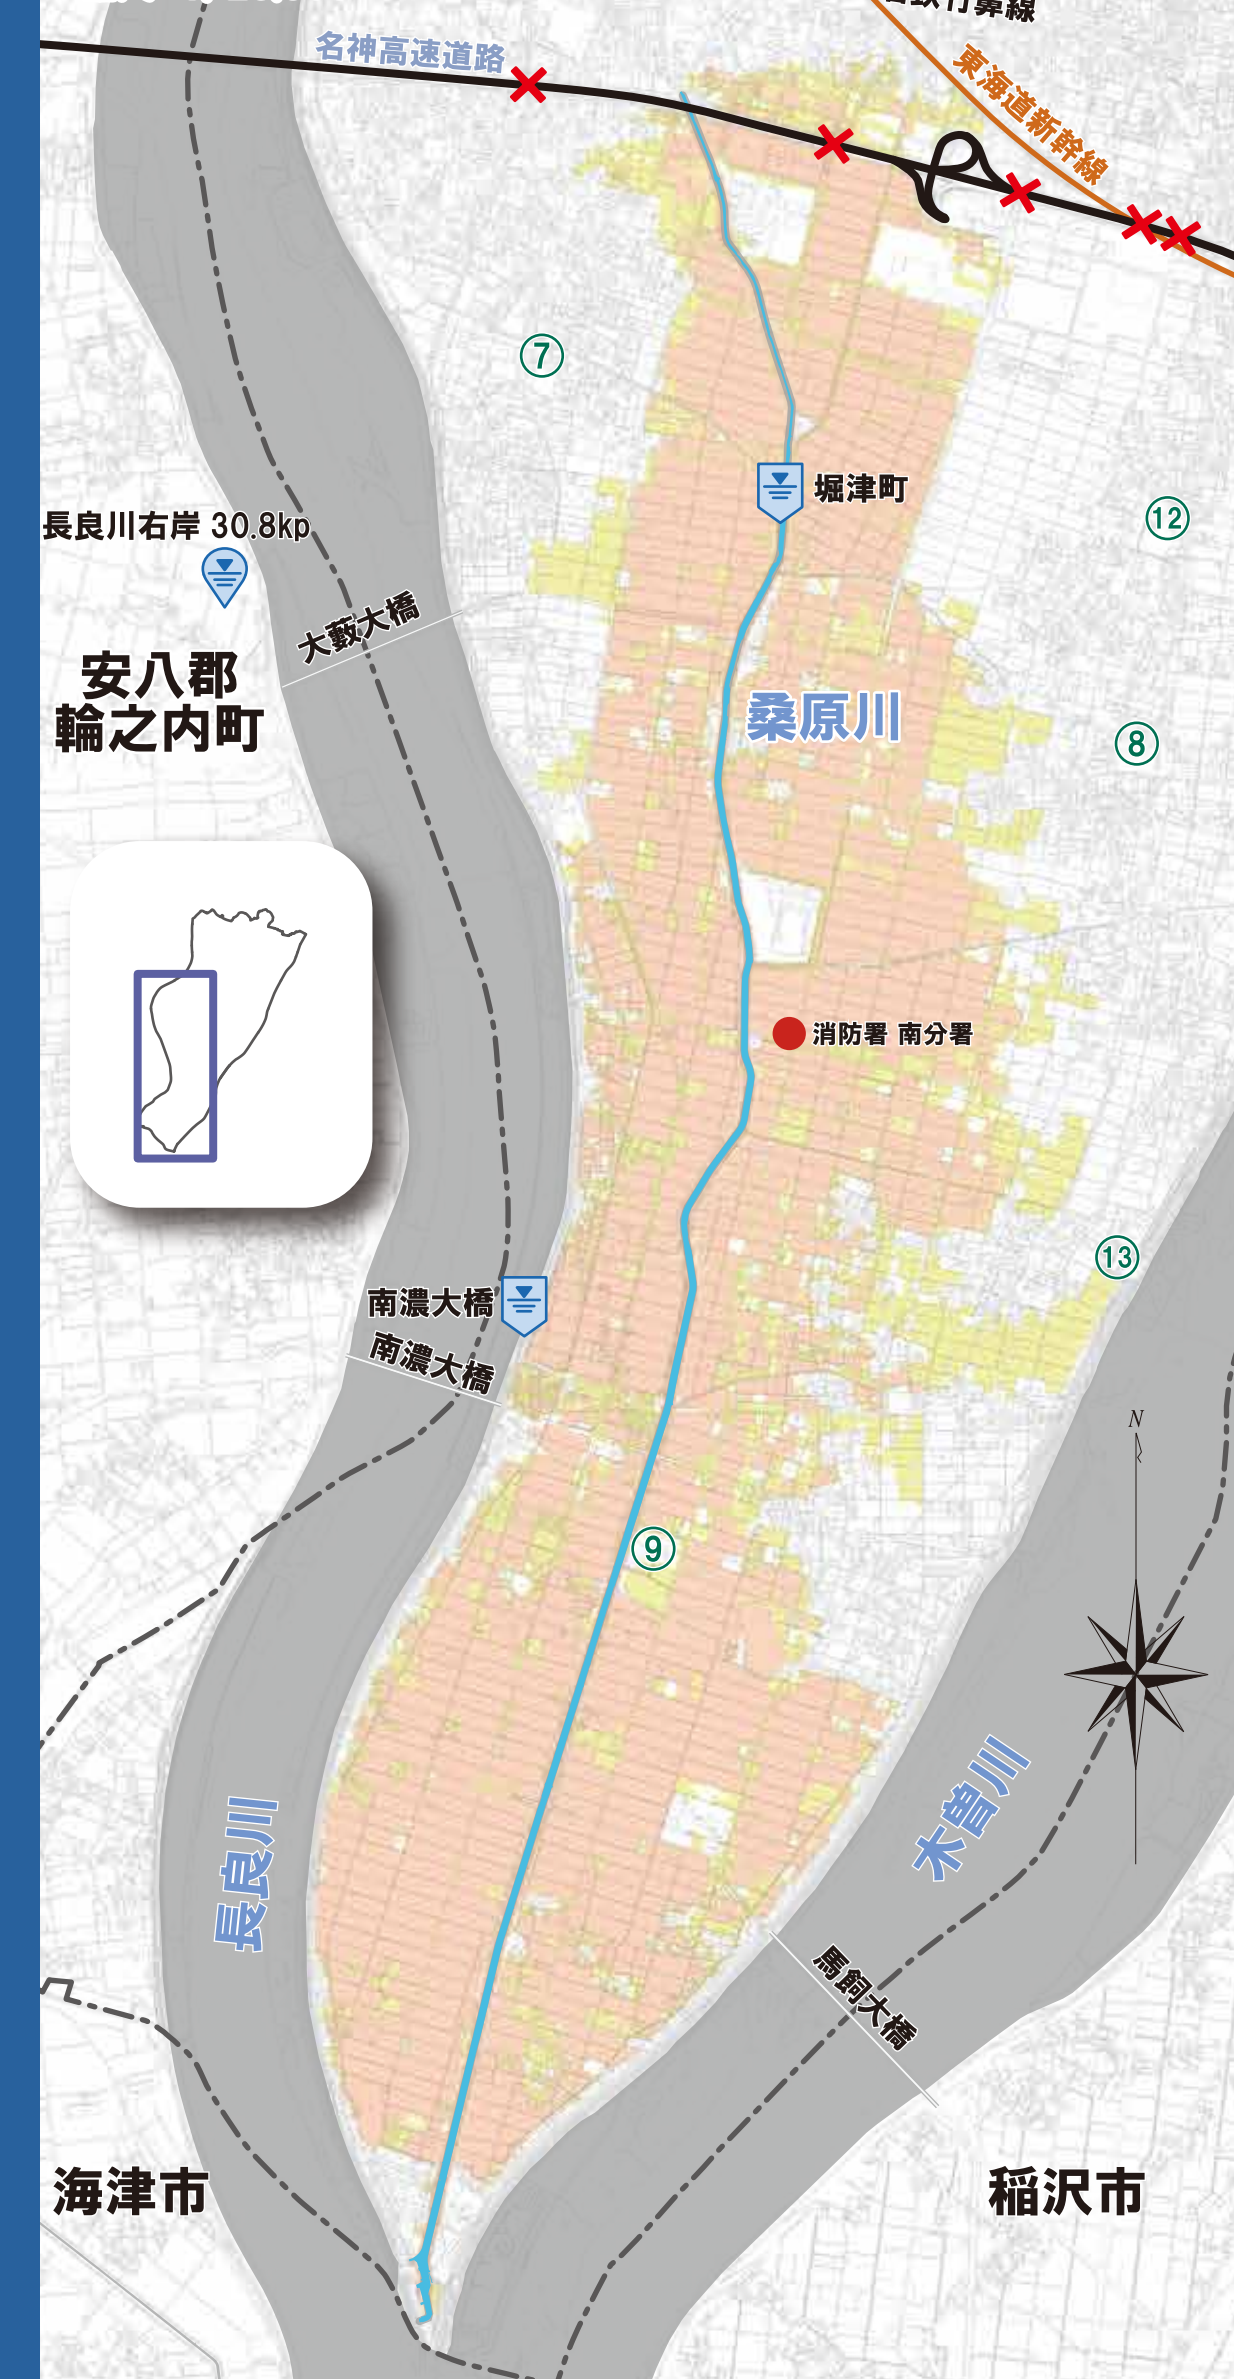 名神高速道路
東海道新幹線
⑦
堀津町
⑫
長良川右岸 30.8kp
大藪大橋
安八郡
輪之内町
桑原川
⑧
消防署 南分署
⑬
南濃大橋
南濃大橋
N
⑨
木曽川
長良川
馬飼大橋
海津市
稲沢市